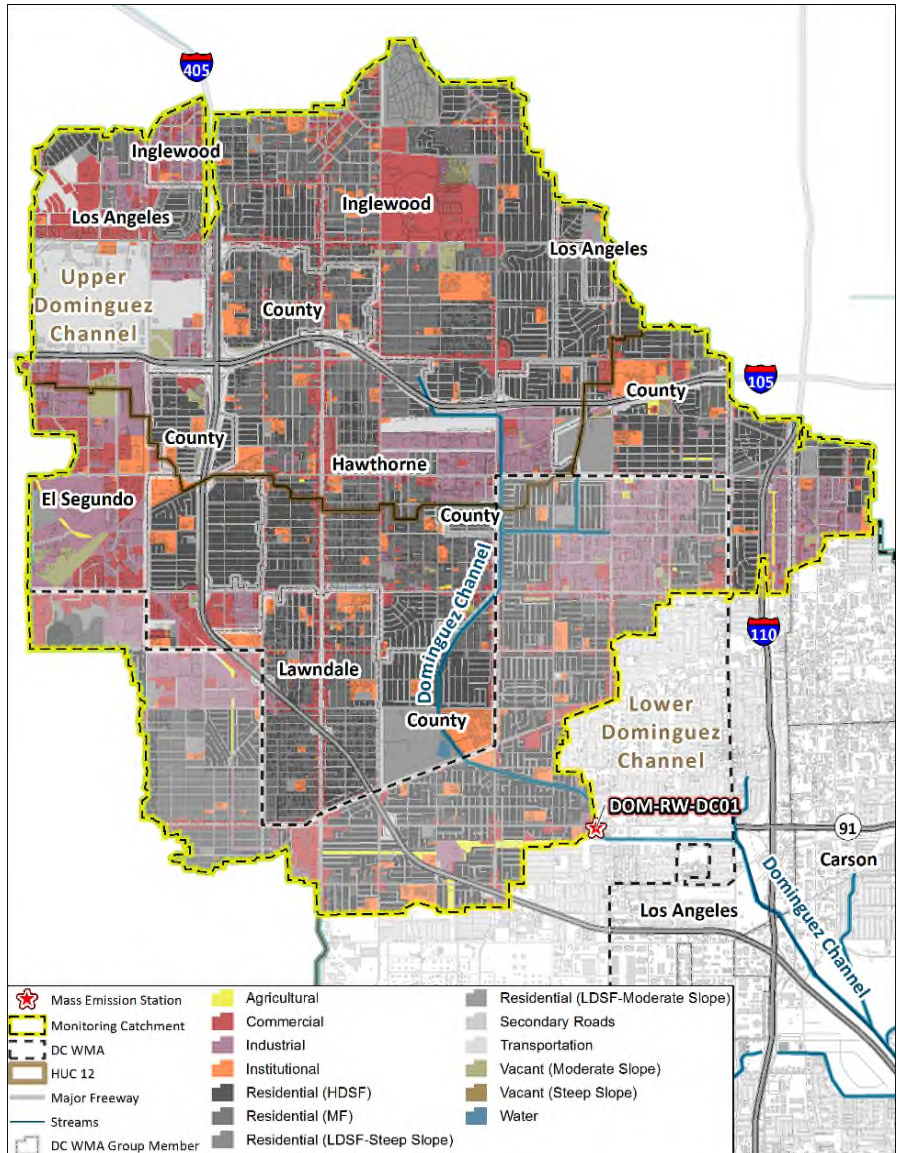 405
Inglewood
Los Angeles
Inglewood
Los Angeles
Upper
Dominguez
Channel
County
105
County
County
Hawthorne
El Segundo
County
Dominguez Channel
110
Lawndale
County
Lower
Dominguez
Channel
DOM-RW-DC01
91
Carson
Los Angeles
Dominguez Channel
Mass Emission Station
Monitoring Catchment
DC WMA
HUC 12
Major Freeway
Streams
DC WMA Group Member
Agricultural
Commercial
Industrial
Institutional
Residential (HDSF)
Residential (MF)
Residential (LDSF-Steep Slope)
Residential (LDSF-Moderate Slope)
Secondary Roads
Transportation
Vacant (Moderate Slope)
Vacant (Steep Slope)
Water